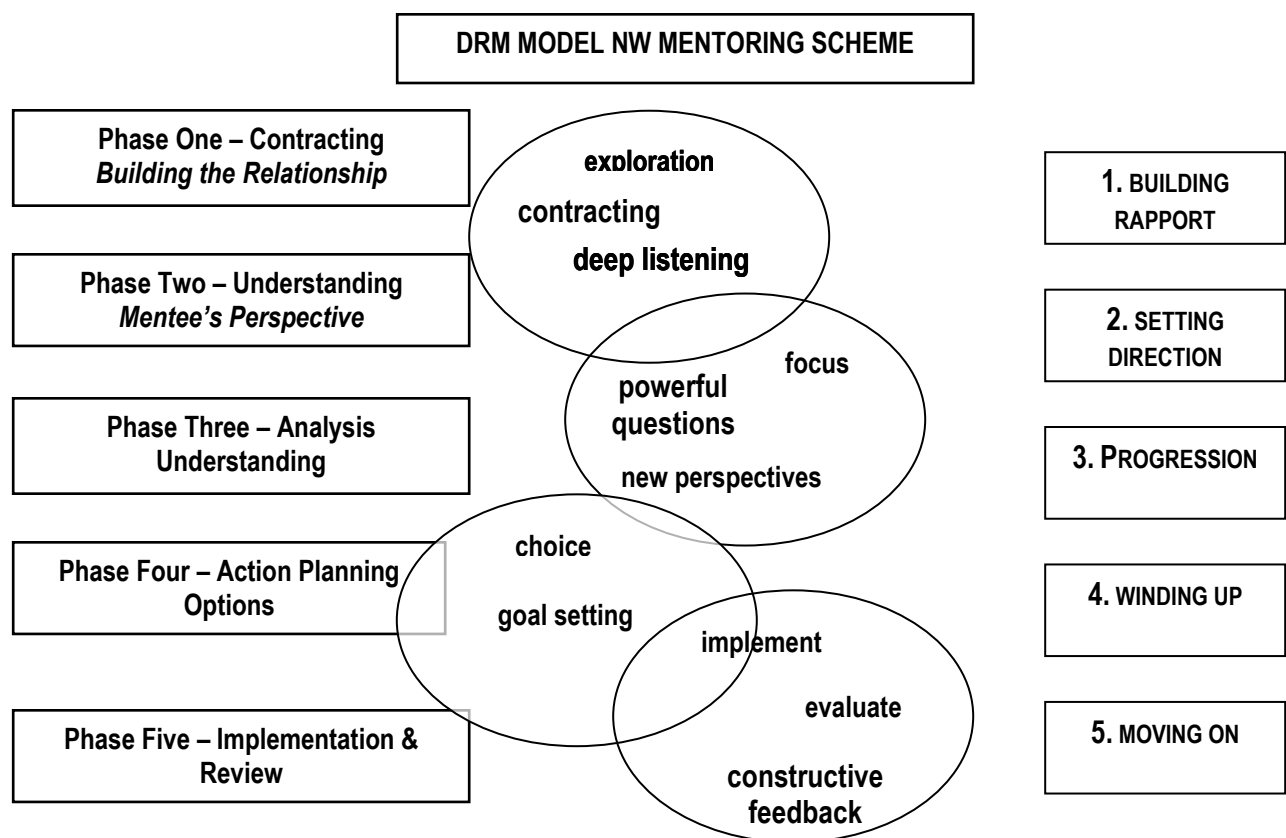 DRM MODEL NW MENTORING SCHEME
Phase One – Contracting
Building the Relationship
Phase Two – Understanding
Mentee’s Perspective
Phase Three – Analysis
Understanding
Phase Four – Action Planning
Options
Phase Five – Implementation &
Review
exploration
contracting
deep listening
focus
powerful
questions
new perspectives
choice
goal setting
implement
evaluate
constructive
feedback
1. BUILDING
RAPPORT
2. SETTING
DIRECTION
3. PROGRESSION
4. WINDING UP
5. MOVING ON